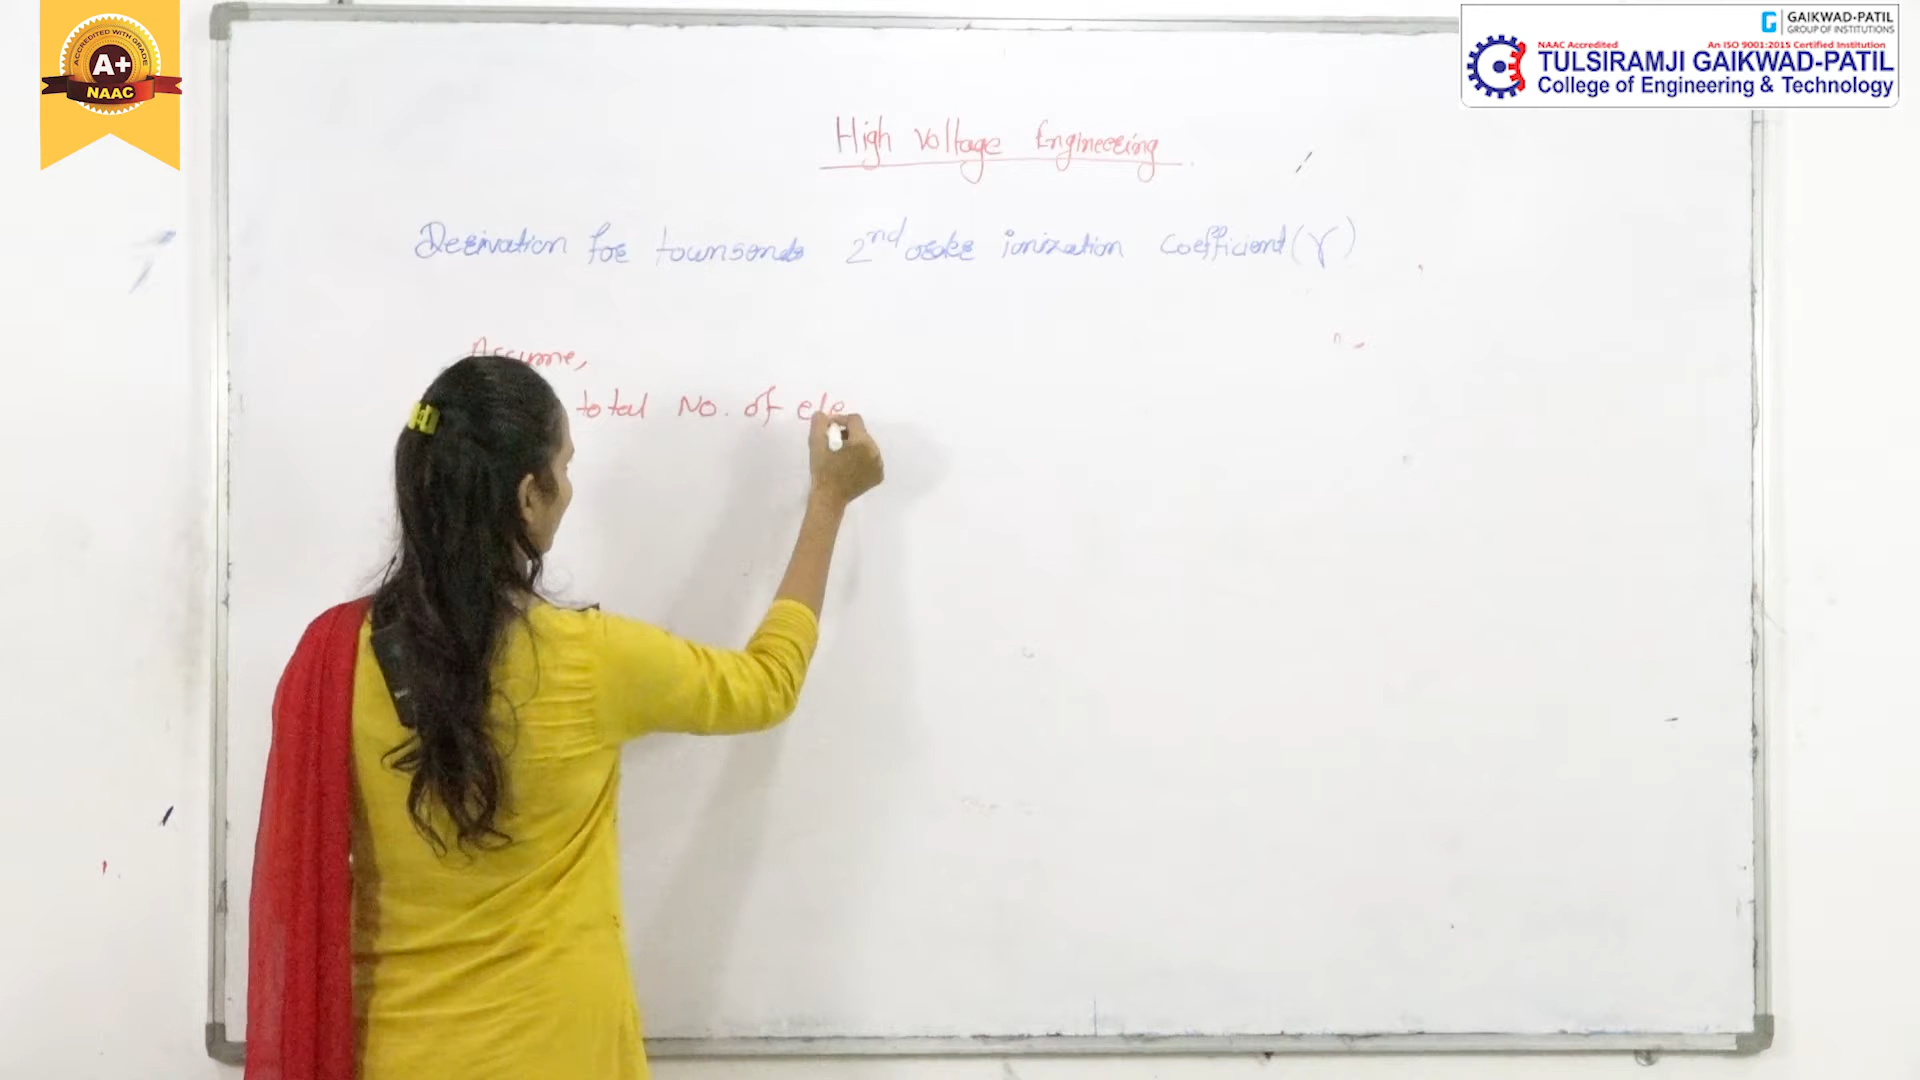 ACCREDITED WITH GRADE
A+
NAAC
GAIKWAD-PATIL
GROUP OF INSTITUTIONS
NAAC Accredited An ISO 9001:2015 Certified Institution
TULSIRAMJI GAIKWAD-PATIL
College of Engineering & Technology
High Voltage Engineering
Derivation for townsends 2nd order ionization Coefficient (γ)
Assume,
total No. of ele